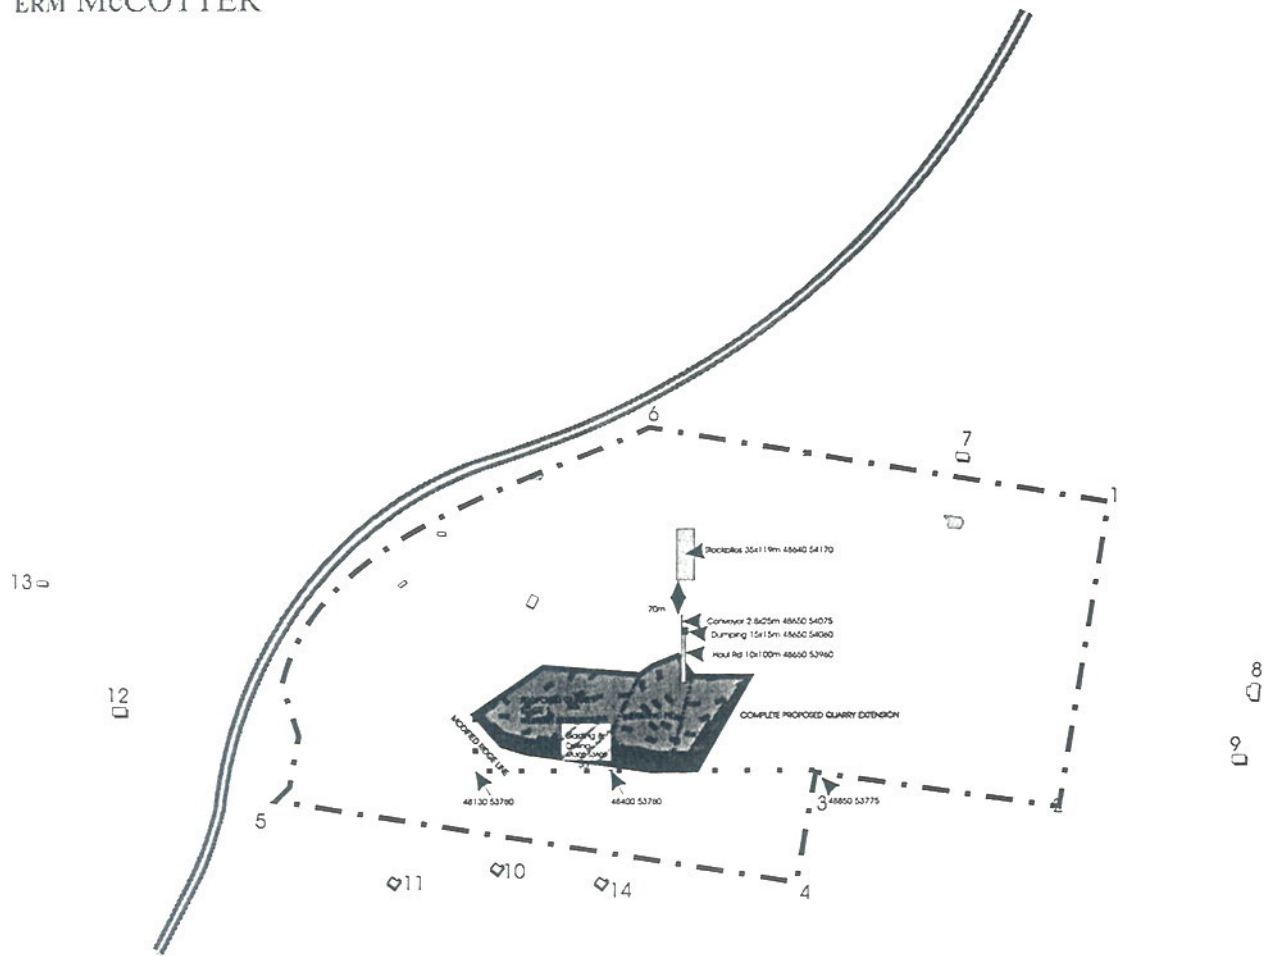 ERM McCOTTER
6
7
1
Stockpiles 35x119m 48640 54170
13
70m
Conveyor 2.8x25m 48650 54075
Dumping 15x15m 48650 54060
Haul Rd 10x100m 48650 53960
8
12
COMPLETE PROPOSED QUARRY EXTENSION
MODIFIED RIDGE LINE
Blasting &
Drilling
9
48130 53780
48400 53780
3
48850 53775
2
5
10
11
14
4